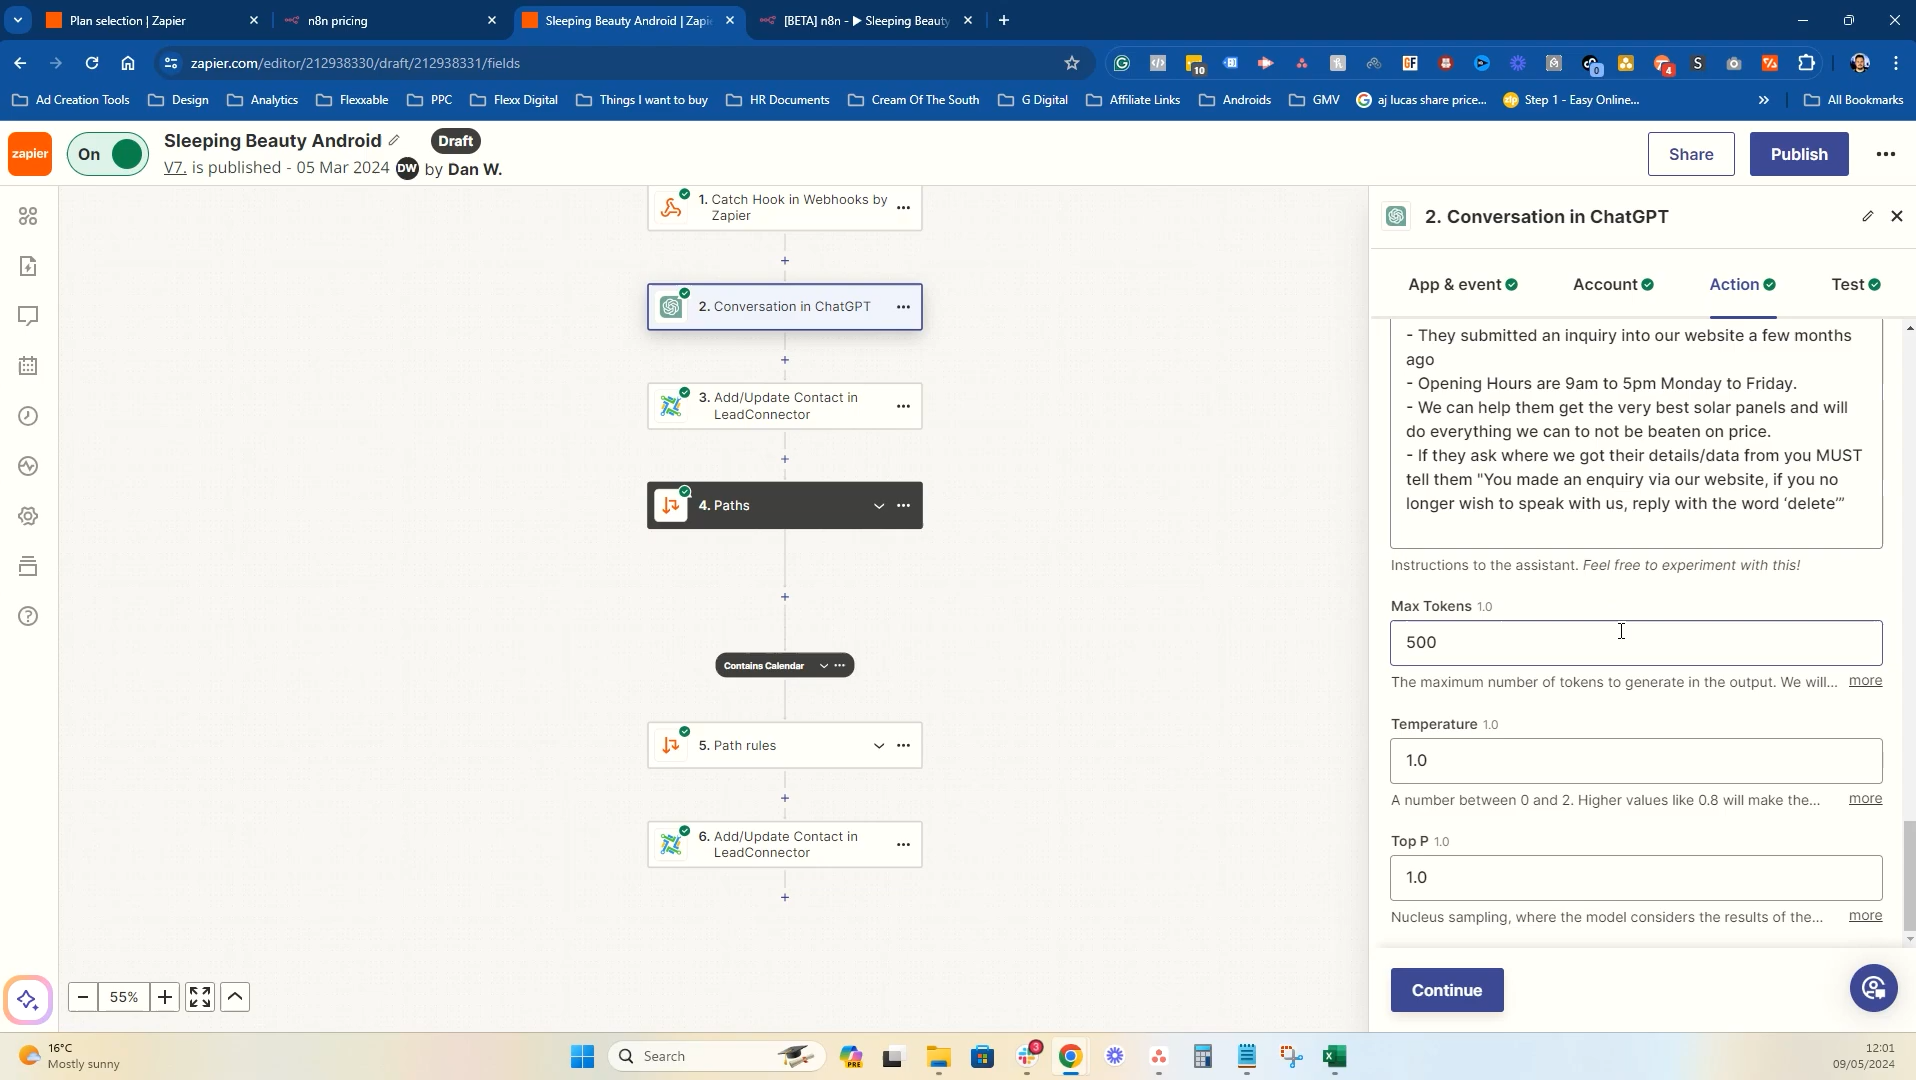 Plan selection | Zapier
n8n pricing
Sleeping Beauty Android | Zapi
[BETA] n8n - ▶ Sleeping Beauty
zapier.com/editor/212938330/draft/212938331/fields
10
0
4
GF
S
Ad Creation Tools
Design
Analytics
Flexxable
PPC
Flexx Digital
Things I want to buy
HR Documents
Cream Of The South
G Digital
Affiliate Links
Androids
GMV
aj lucas share price...
Step 1 - Easy Online...
All Bookmarks
zapier
On
Sleeping Beauty Android
Draft
V7. is published - 05 Mar 2024 DW by Dan W.
Share
Publish
1. Catch Hook in Webhooks by
Zapier
2. Conversation in ChatGPT
3. Add/Update Contact in
LeadConnector
4. Paths
Contains Calendar
5. Path rules
6. Add/Update Contact in
LeadConnector
55%
2. Conversation in ChatGPT
App & event
Account
Action
Test
- They submitted an inquiry into our website a few months
ago
- Opening Hours are 9am to 5pm Monday to Friday.
- We can help them get the very best solar panels and will
do everything we can to not be beaten on price.
- If they ask where we got their details/data from you MUST
tell them "You made an enquiry via our website, if you no
longer wish to speak with us, reply with the word ‘delete’”
Instructions to the assistant. Feel free to experiment with this!
Max Tokens 1.0
500
The maximum number of tokens to generate in the output. We will... more
Temperature 1.0
1.0
A number between 0 and 2. Higher values like 0.8 will make the... more
Top P 1.0
1.0
Nucleus sampling, where the model considers the results of the... more
Continue
16°C
Mostly sunny
Search
PRE
3
12:01
09/05/2024